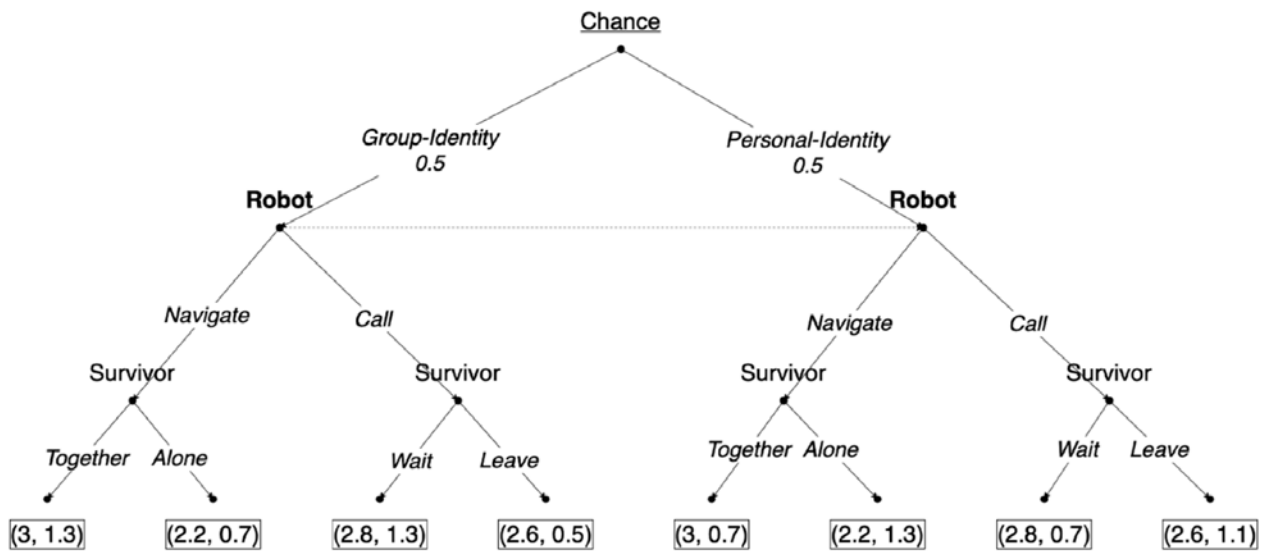 Chance
Group-Identity
0.5
Personal-Identity
0.5
Robot
Robot
Navigate
Call
Navigate
Call
Survivor
Survivor
Survivor
Survivor
Together
Alone
Wait
Leave
Together
Alone
Wait
Leave
(3, 1.3)
(2.2, 0.7)
(2.8, 1.3)
(2.6, 0.5)
(3, 0.7)
(2.2, 1.3)
(2.8, 0.7)
(2.6, 1.1)